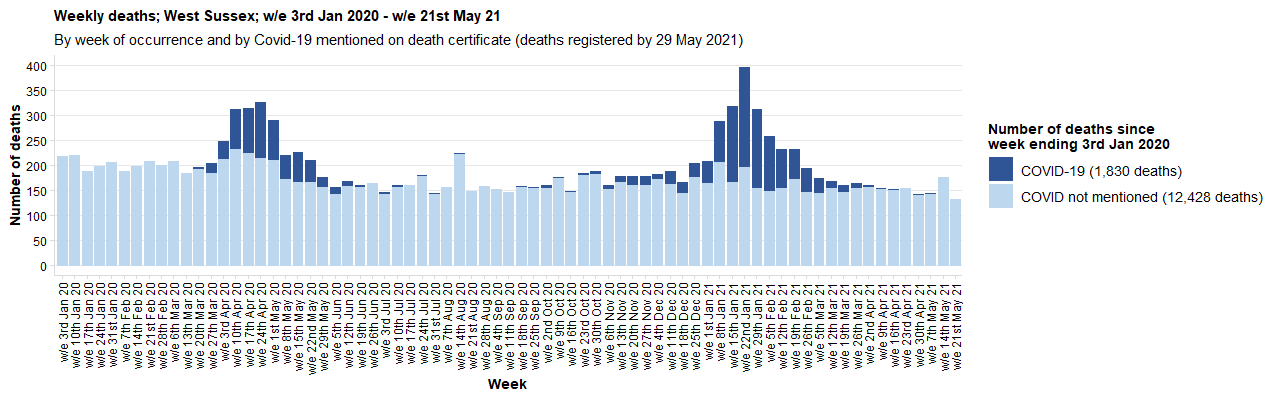 Weekly deaths; West Sussex; w/e 3rd Jan 2020 - w/e 21st May 21
By week of occurrence and by Covid-19 mentioned on death certificate (deaths registered by 29 May 2021)
Number of deaths
400
350
300
250
200
150
100
50
0
w/e 3rd Jan 20
w/e 10th Jan 20
w/e 17th Jan 20
w/e 24th Jan 20
w/e 31st Jan 20
w/e 7th Feb 20
w/e 14th Feb 20
w/e 21st Feb 20
w/e 28th Feb 20
w/e 6th Mar 20
w/e 13th Mar 20
w/e 20th Mar 20
w/e 27th Mar 20
w/e 3rd Apr 20
w/e 10th Apr 20
w/e 17th Apr 20
w/e 24th Apr 20
w/e 1st May 20
w/e 8th May 20
w/e 15th May 20
w/e 22nd May 20
w/e 29th May 20
w/e 5th Jun 20
w/e 12th Jun 20
w/e 19th Jun 20
w/e 26th Jun 20
w/e 3rd Jul 20
w/e 10th Jul 20
w/e 17th Jul 20
w/e 24th Jul 20
w/e 31st Jul 20
w/e 7th Aug 20
w/e 14th Aug 20
w/e 21st Aug 20
w/e 28th Aug 20
w/e 4th Sep 20
w/e 11th Sep 20
w/e 18th Sep 20
w/e 25th Sep 20
w/e 2nd Oct 20
w/e 9th Oct 20
w/e 16th Oct 20
w/e 23rd Oct 20
w/e 30th Oct 20
w/e 6th Nov 20
w/e 13th Nov 20
w/e 20th Nov 20
w/e 27th Nov 20
w/e 4th Dec 20
w/e 11th Dec 20
w/e 18th Dec 20
w/e 25th Dec 20
w/e 1st Jan 21
w/e 8th Jan 21
w/e 15th Jan 21
w/e 22nd Jan 21
w/e 29th Jan 21
w/e 5th Feb 21
w/e 12th Feb 21
w/e 19th Feb 21
w/e 26th Feb 21
w/e 5th Mar 21
w/e 12th Mar 21
w/e 19th Mar 21
w/e 26th Mar 21
w/e 2nd Apr 21
w/e 9th Apr 21
w/e 16th Apr 21
w/e 23rd Apr 21
w/e 30th Apr 21
w/e 7th May 21
w/e 14th May 21
w/e 21st May 21
Week
Number of deaths since
week ending 3rd Jan 2020
COVID-19 (1,830 deaths)
COVID not mentioned (12,428 deaths)